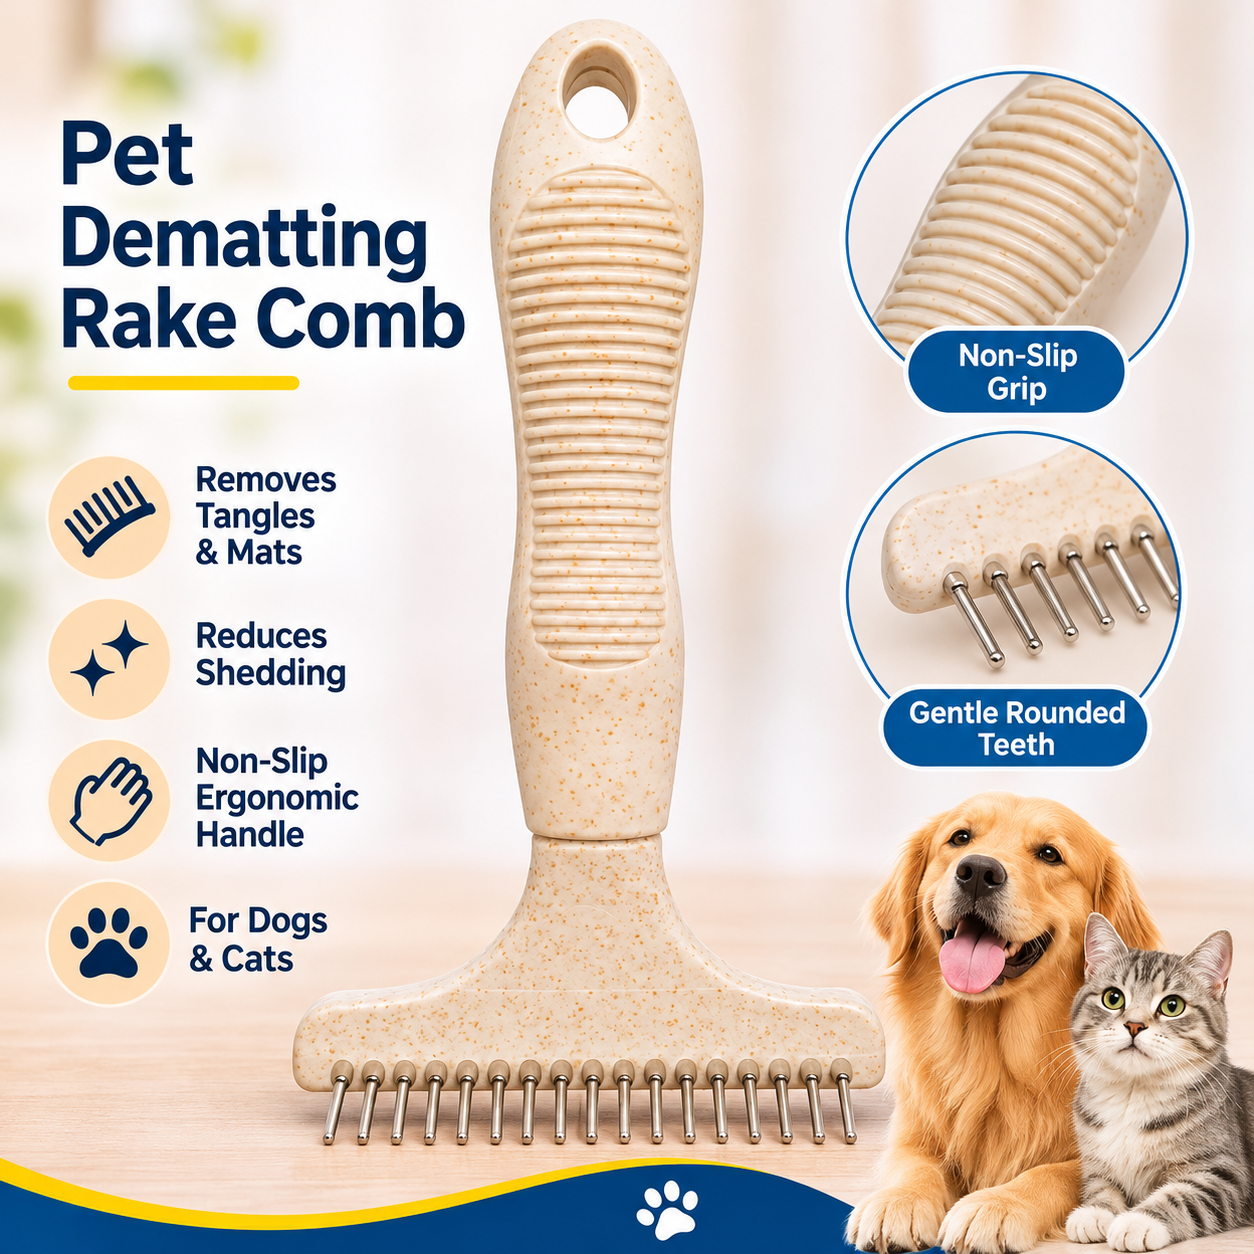 Pet
Dematting
Rake Comb
Removes
Tangles
& Mats
Reduces
Shedding
Non-Slip
Ergonomic
Handle
For Dogs
& Cats
Non-Slip
Grip
Gentle Rounded
Teeth